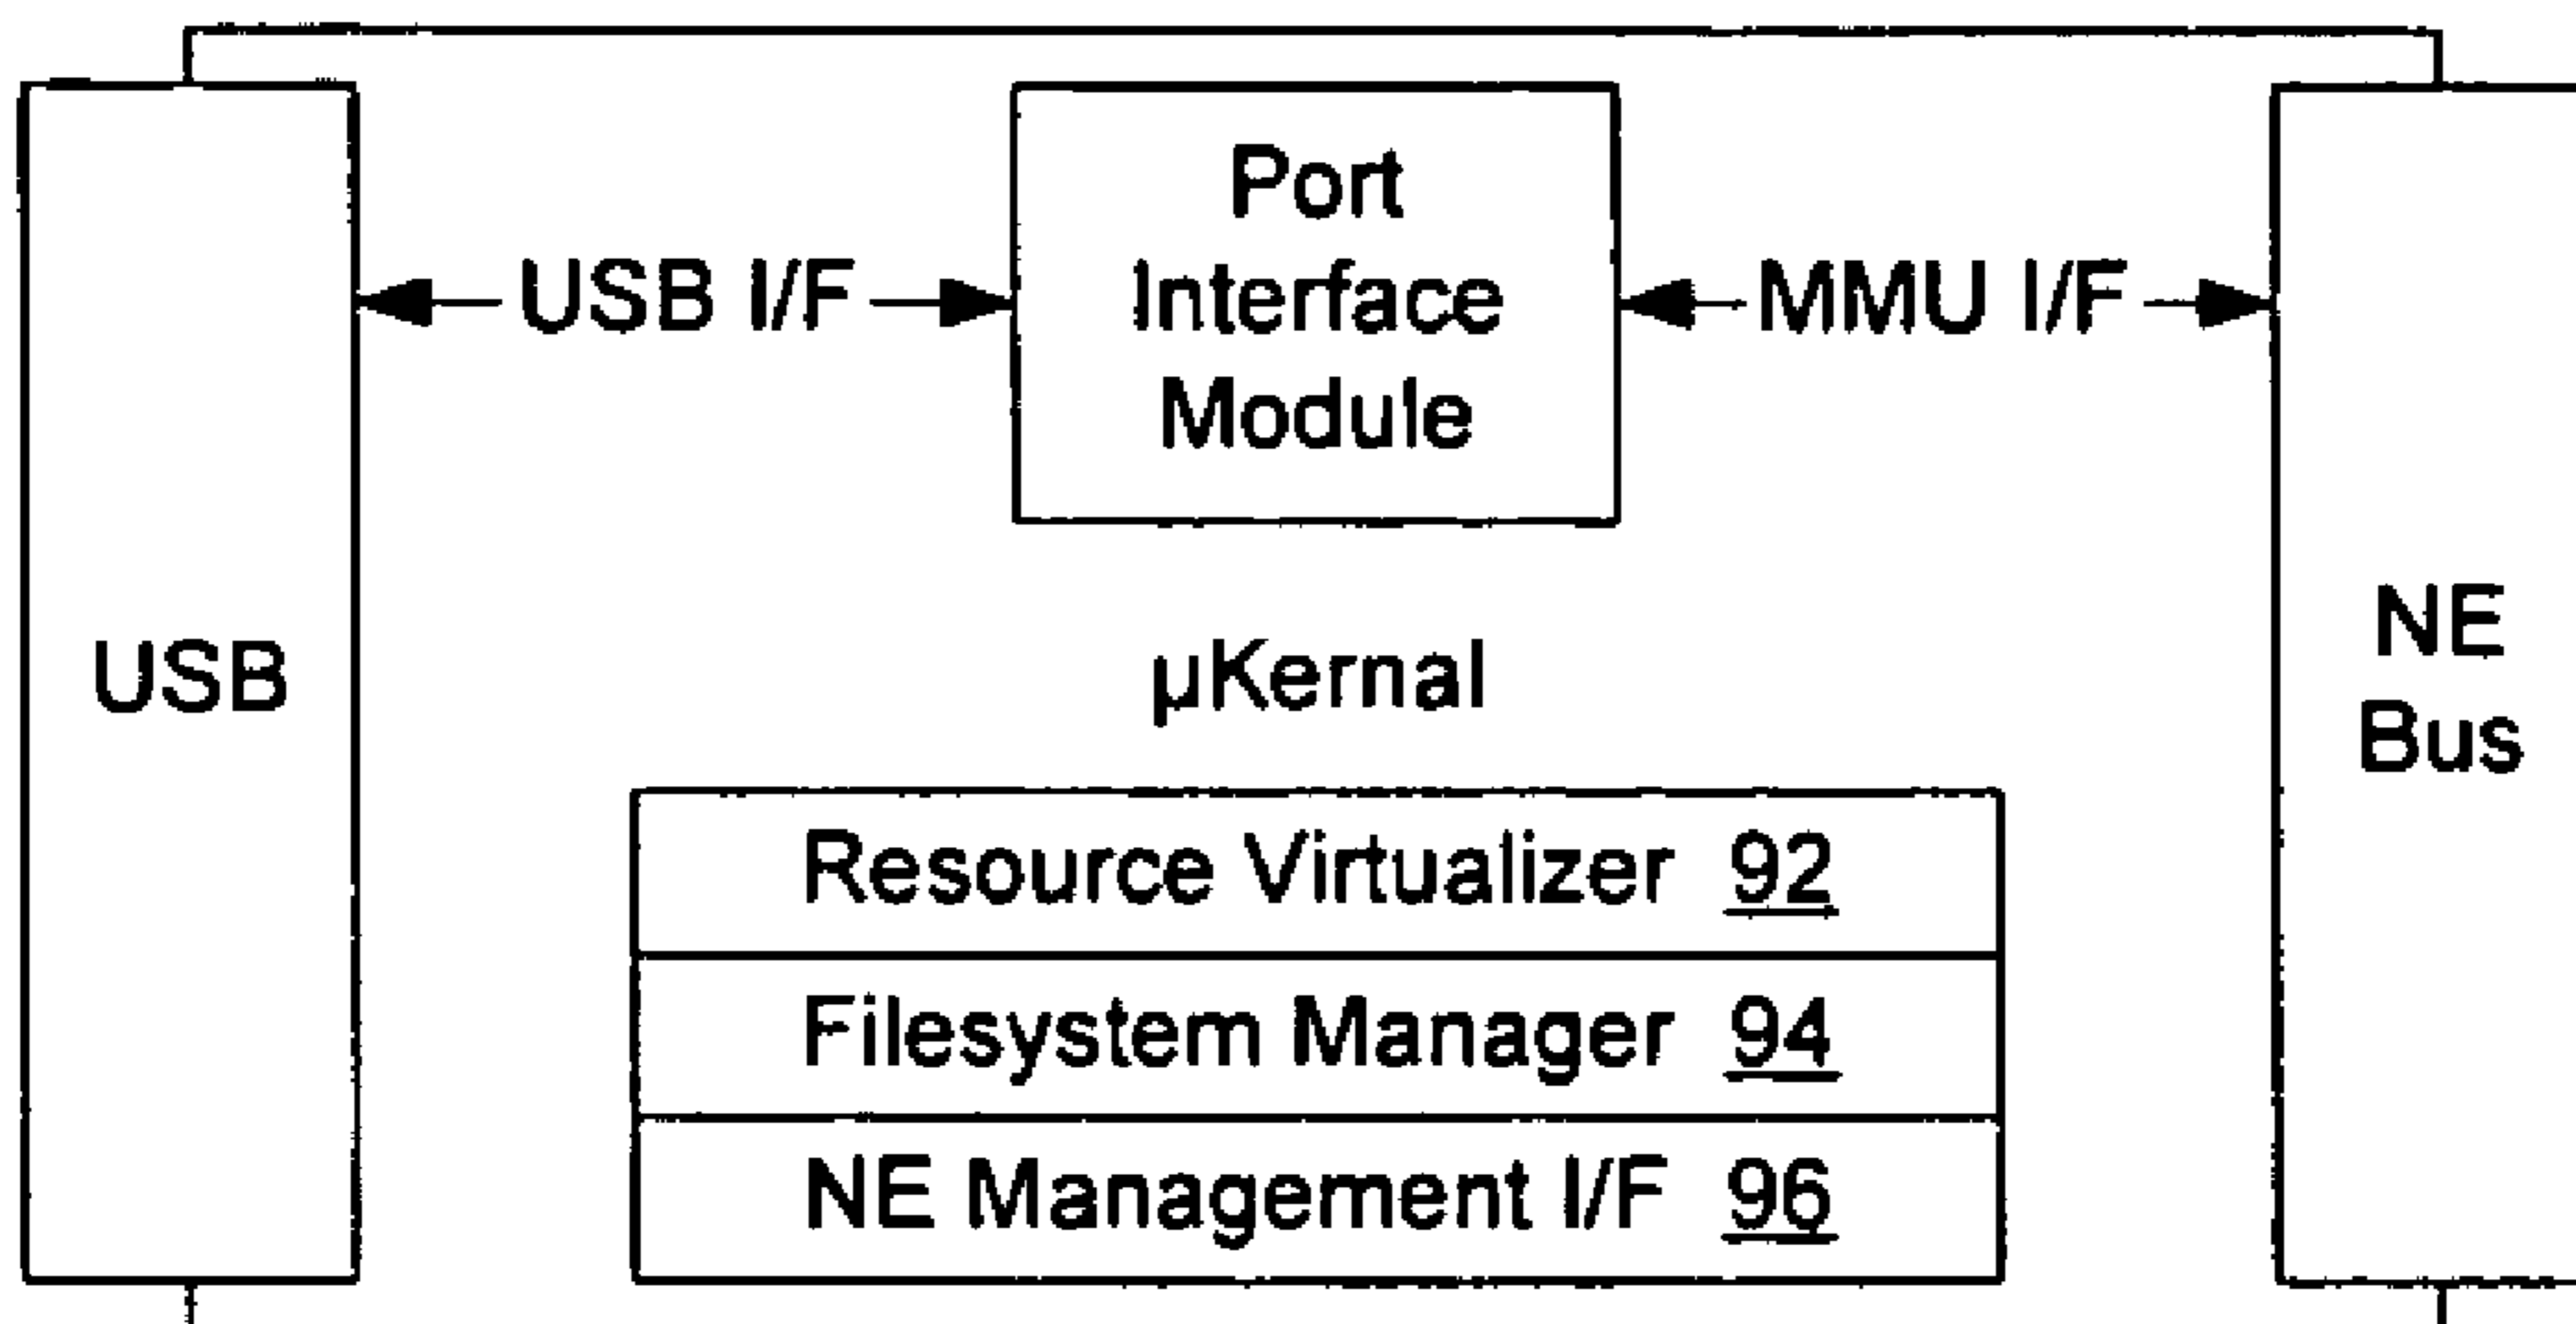 Port
Interface
Module
USB I/F
MMU I/F
USB
µKernal
NE
Bus
Resource Virtualizer 92
Filesystem Manager 94
NE Management I/F 96